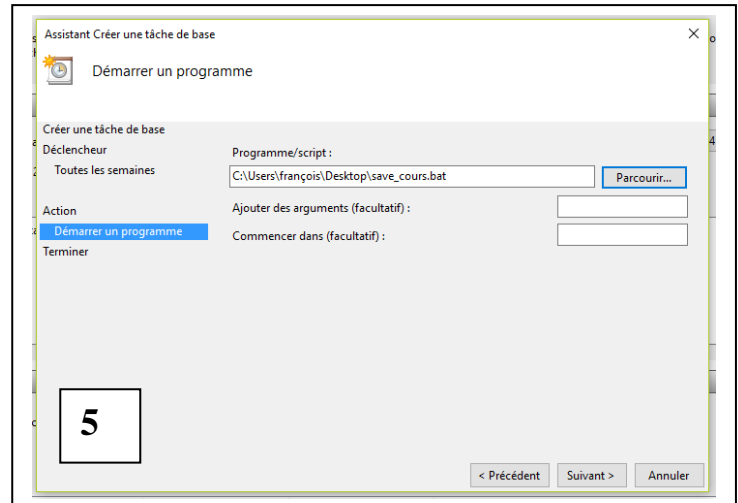 Assistant Créer une tâche de base
Démarrer un programme
Créer une tâche de base
Déclencheur
Toutes les semaines
Action
Démarrer un programme
Terminer
Programme/script :
C:\Users\françois\Desktop\save_cours.bat
Parcourir...
Ajouter des arguments (facultatif) :
Commencer dans (facultatif) :
5
< Précédent
Suivant >
Annuler